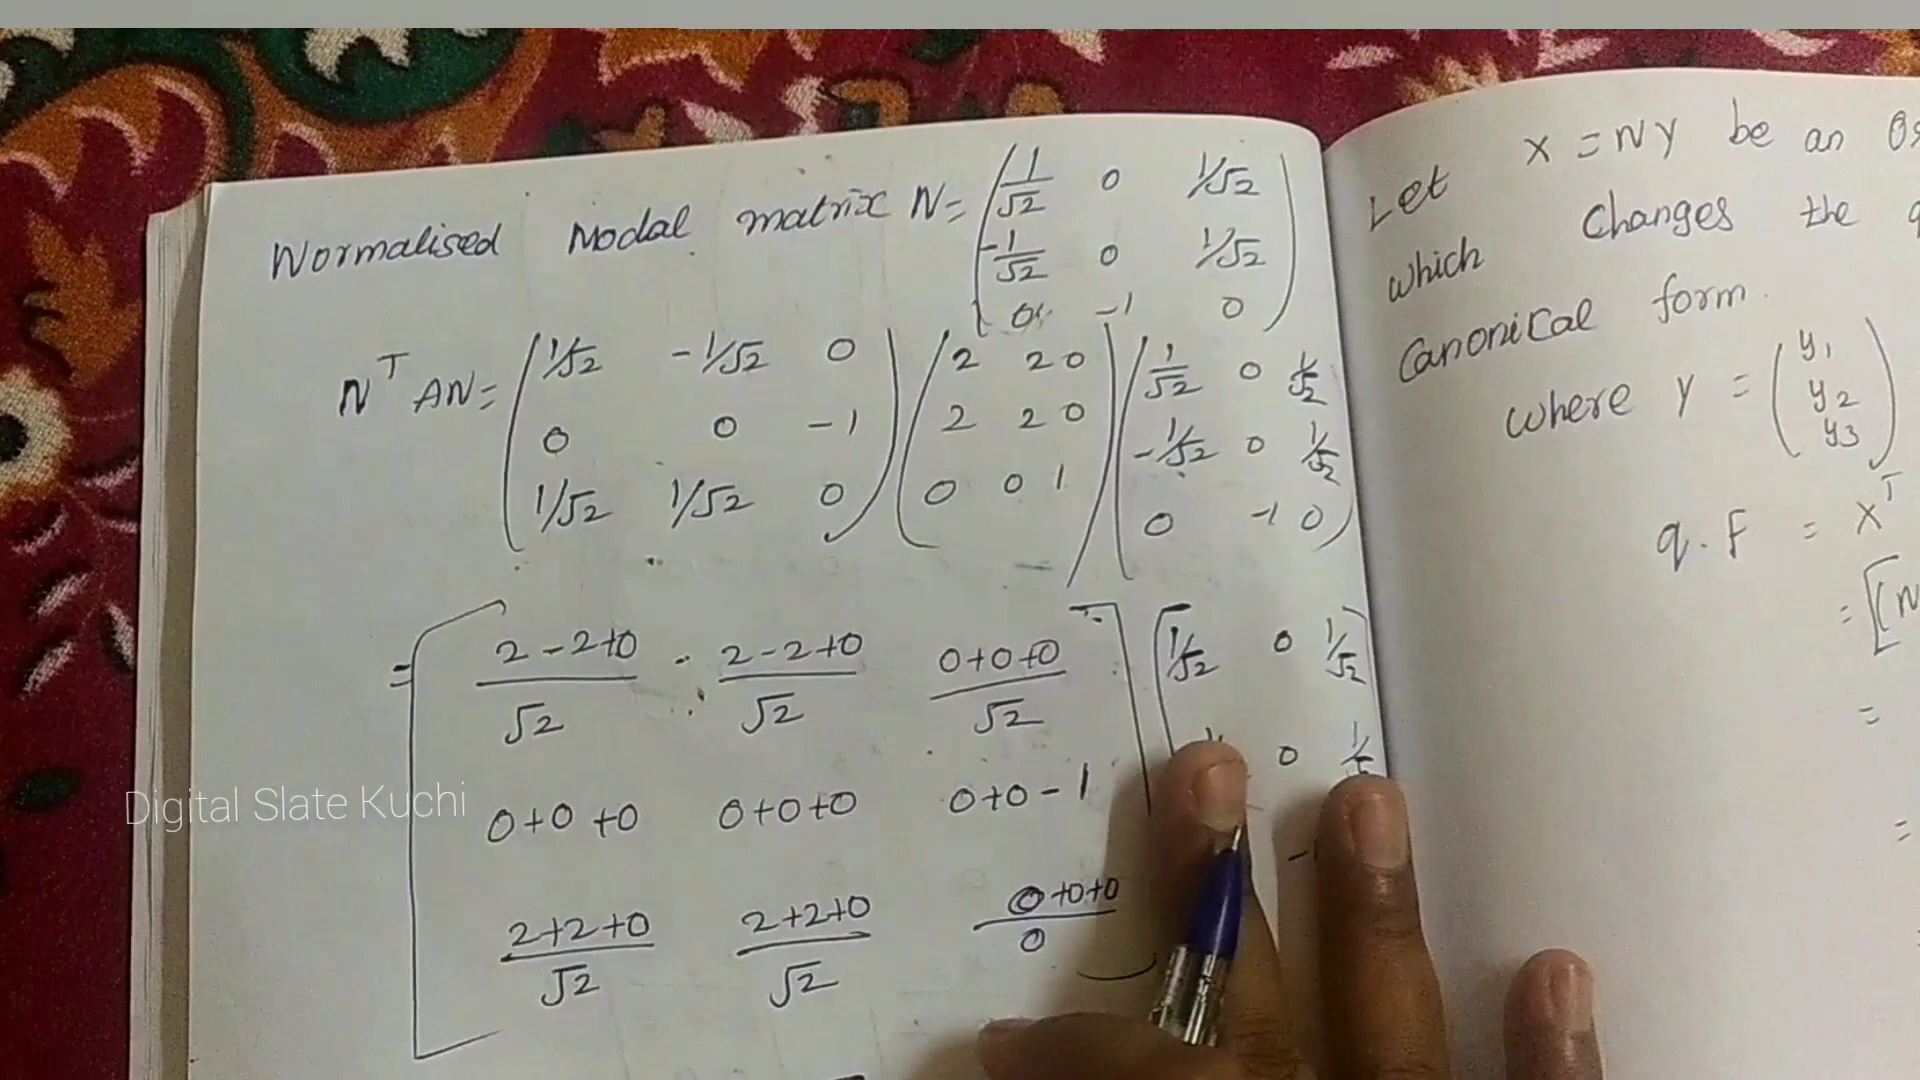 Normalised Modal matrix N = ( 1/√2 0 1/√2
-1/√2 0 1/√2
0 -1 0 )
N^T AN = ( 1/√2 -1/√2 0 ) ( 2 2 0 ) ( 1/√2 0 1/√2 )
( 0 0 -1 ) ( 2 2 0 ) ( -1/√2 0 1/√2 )
( 1/√2 1/√2 0 ) ( 0 0 1 ) ( 0 -1 0 )
= [ (2-2+0)/√2 (2-2+0)/√2 (0+0+0)/√2 ] [ 1/√2 0 1/√2 ]
0+0+0 0+0+0 0+0-1 0
(2+2+0)/√2 (2+2+0)/√2 (0+0+0)/0
Digital Slate Kuchi
Let X = NY be an
which Changes the
Canonical form.
where Y = ( y1
y2
y3 )
q.F = X^T
= [(N
=
=